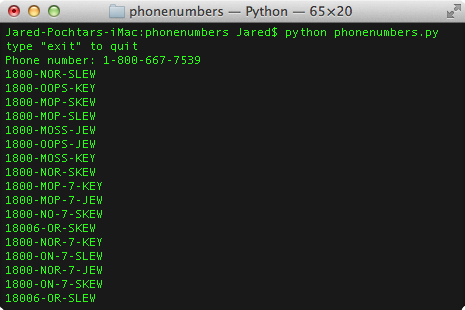 phonenumbers — Python — 65×20
Jared-Pochtars-iMac:phonenumbers Jared$ python phonenumbers.py
type "exit" to quit
Phone number: 1-800-667-7539
1800-NOR-SLEW
1800-OOPS-KEY
1800-MOP-SKEW
1800-MOP-SLEW
1800-MOSS-JEW
1800-OOPS-JEW
1800-MOSS-KEY
1800-NOR-SKEW
1800-MOP-7-KEY
1800-MOP-7-JEW
1800-NO-7-SKEW
18006-OR-SKEW
1800-NOR-7-KEY
1800-ON-7-SLEW
1800-NOR-7-JEW
1800-ON-7-SKEW
18006-OR-SLEW